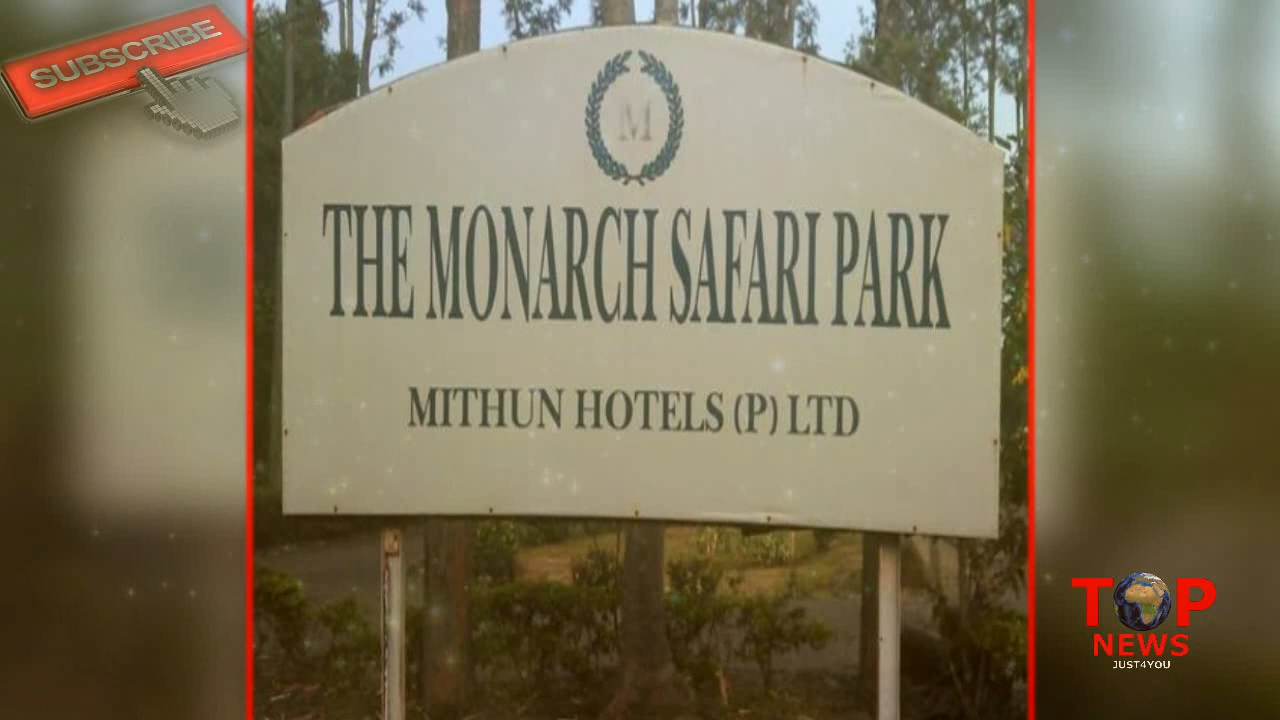 SUBSCRIBE
M
THE MONARCH SAFARI PARK
MITHUN HOTELS (P) LTD
TOP
NEWS
JUST4YOU